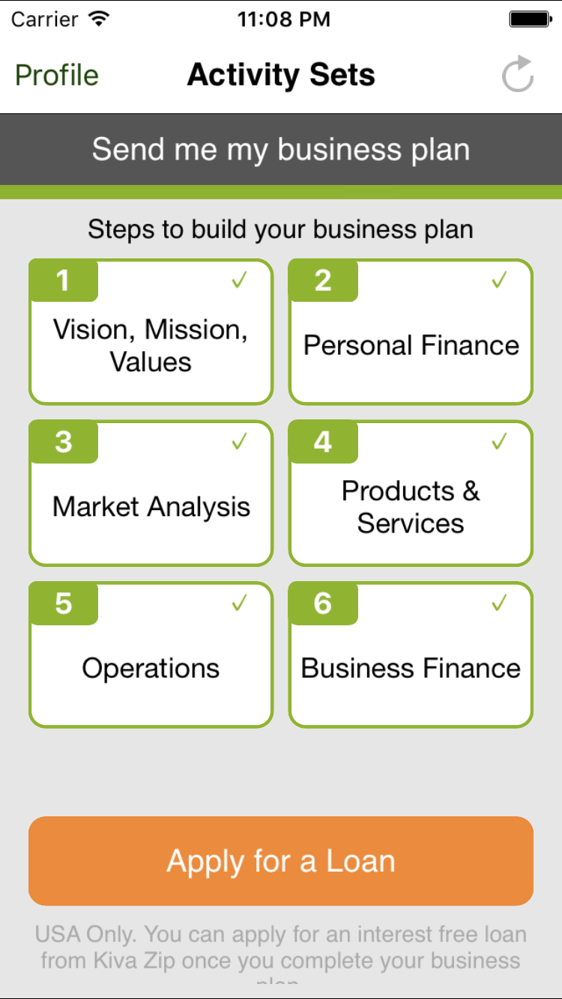 Carrier 11:08 PM
Profile Activity Sets
Send me my business plan
Steps to build your business plan
1 ✓
Vision, Mission,
Values
2 ✓
Personal Finance
3 ✓
Market Analysis
4 ✓
Products &
Services
5 ✓
Operations
6 ✓
Business Finance
Apply for a Loan
USA Only. You can apply for an interest free loan
from Kiva Zip once you complete your business